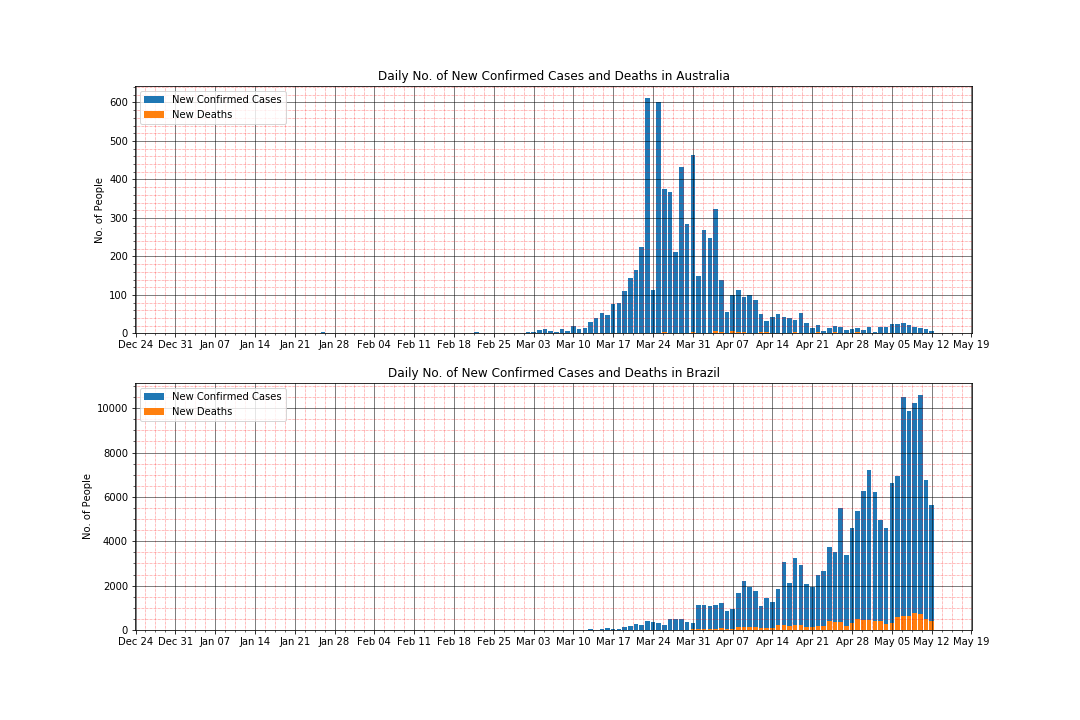 Daily No. of New Confirmed Cases and Deaths in Australia
New Confirmed Cases
New Deaths
No. of People
600
500
400
300
200
100
0
Dec 24 Dec 31 Jan 07 Jan 14 Jan 21 Jan 28 Feb 04 Feb 11 Feb 18 Feb 25 Mar 03 Mar 10 Mar 17 Mar 24 Mar 31 Apr 07 Apr 14 Apr 21 Apr 28 May 05 May 12 May 19
Daily No. of New Confirmed Cases and Deaths in Brazil
New Confirmed Cases
New Deaths
No. of People
10000
8000
6000
4000
2000
0
Dec 24 Dec 31 Jan 07 Jan 14 Jan 21 Jan 28 Feb 04 Feb 11 Feb 18 Feb 25 Mar 03 Mar 10 Mar 17 Mar 24 Mar 31 Apr 07 Apr 14 Apr 21 Apr 28 May 05 May 12 May 19